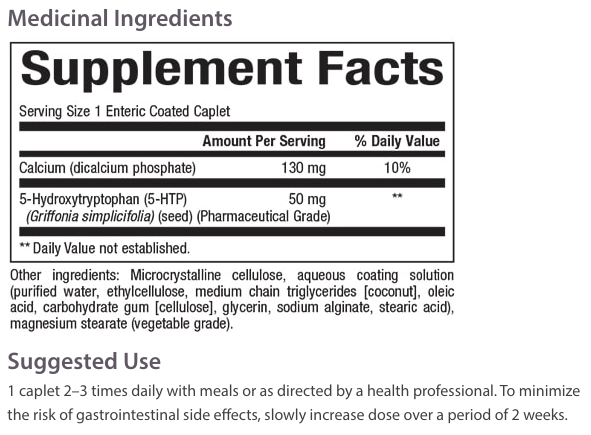 Medicinal Ingredients
Supplement Facts
Serving Size 1 Enteric Coated Caplet
Amount Per Serving % Daily Value
Calcium (dicalcium phosphate) 130 mg 10%
5-Hydroxytryptophan (5-HTP) 50 mg **
(Griffonia simplicifolia) (seed) (Pharmaceutical Grade)
** Daily Value not established.
Other ingredients: Microcrystalline cellulose, aqueous coating solution
(purified water, ethylcellulose, medium chain triglycerides [coconut], oleic
acid, carbohydrate gum [cellulose], glycerin, sodium alginate, stearic acid),
magnesium stearate (vegetable grade).
Suggested Use
1 caplet 2–3 times daily with meals or as directed by a health professional. To minimize
the risk of gastrointestinal side effects, slowly increase dose over a period of 2 weeks.